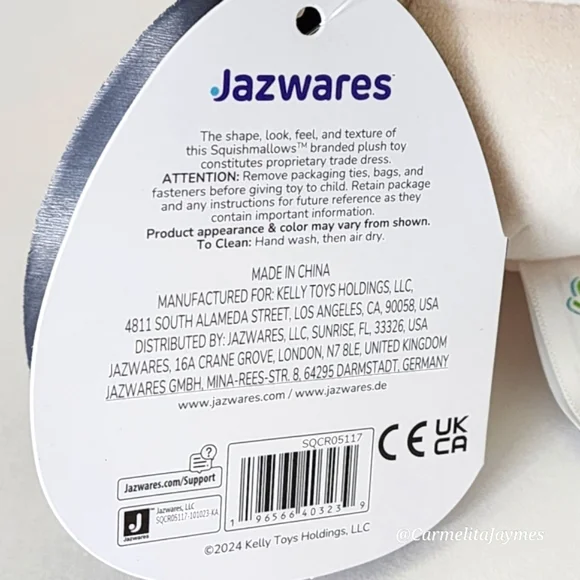 Jazwares
The shape, look, feel, and texture of
this Squishmallows™ branded plush toy
constitutes proprietary trade dress.
ATTENTION: Remove packaging ties, bags, and
fasteners before giving toy to child. Retain package
and any instructions for future reference as they
contain important information.
Product appearance & color may vary from shown.
To Clean: Hand wash, then air dry.
MADE IN CHINA
MANUFACTURED FOR: KELLY TOYS HOLDINGS, LLC,
4811 SOUTH ALAMEDA STREET, LOS ANGELES, CA, 90058, USA
DISTRIBUTED BY: JAZWARES, LLC, SUNRISE, FL, 33326, USA
JAZWARES, 16A CRANE GROVE, LONDON, N7 8LE, UNITED KINGDOM
JAZWARES GMBH, MINA-REES-STR. 8, 64295 DARMSTADT, GERMANY
www.jazwares.com / www.jazwares.de
?
Jazwares.com/Support
J
Jazwares
Jazwares, LLC
SQCR05117-101023-KA
SQCR05117
1 96566 40323 9
CE
UK
CA
©2024 Kelly Toys Holdings, LLC
@CarmelitaJaymes